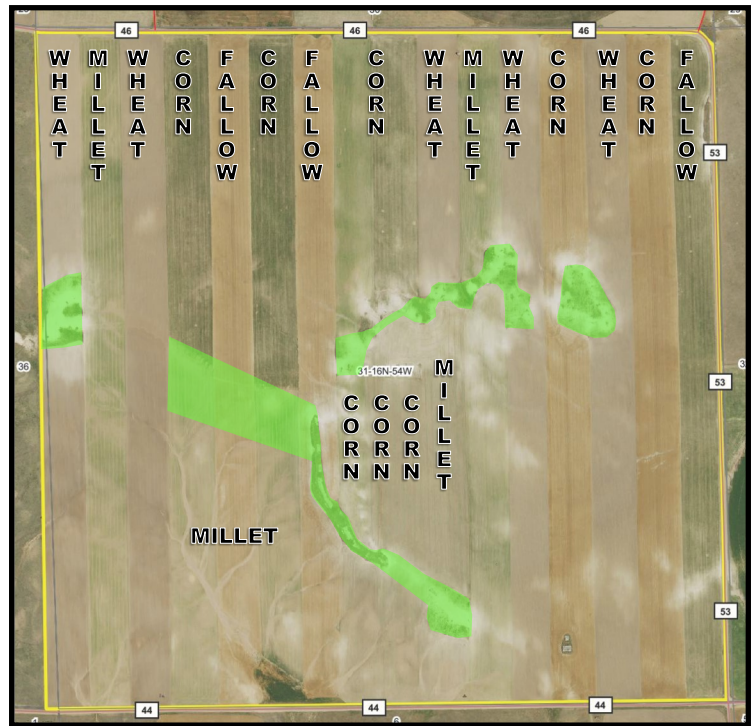 46
46
46
WHEAT
MILLET
WHEAT
CORN
FALLOW
CORN
FALLOW
CORN
WHEAT
MILLET
WHEAT
CORN
WHEAT
CORN
FALLOW
53
36
31-16N-54W
53
MILLET
CORN
CORN
CORN
MILLET
53
44
44
44